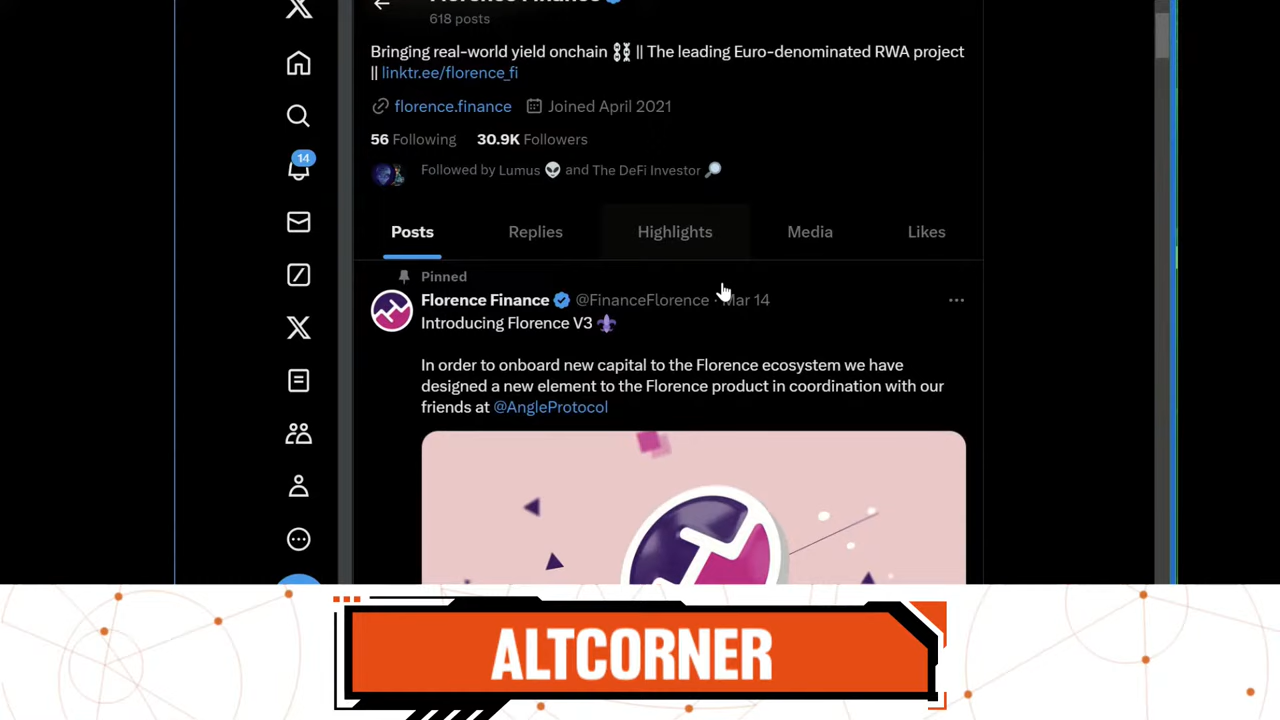 Florence Finance
618 posts
Bringing real-world yield onchain ⛓️⛓️ || The leading Euro-denominated RWA project
|| linktr.ee/florence_fi
florence.finance Joined April 2021
56 Following 30.9K Followers
Followed by Lumus 👽 and The DeFi Investor 🔎
14
Posts Replies Highlights Media Likes
Pinned
Florence Finance @FinanceFlorence · Mar 14
Introducing Florence V3 ⚜️
In order to onboard new capital to the Florence ecosystem we have
designed a new element to the Florence product in coordination with our
friends at @AngleProtocol
ALTCORNER